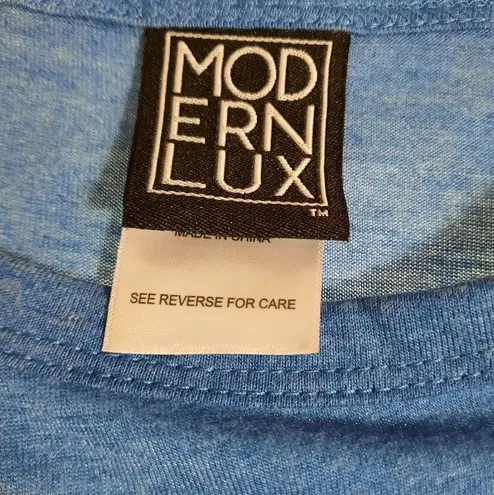 MOD
ERN
LUX
TM
MADE IN CHINA
SEE REVERSE FOR CARE